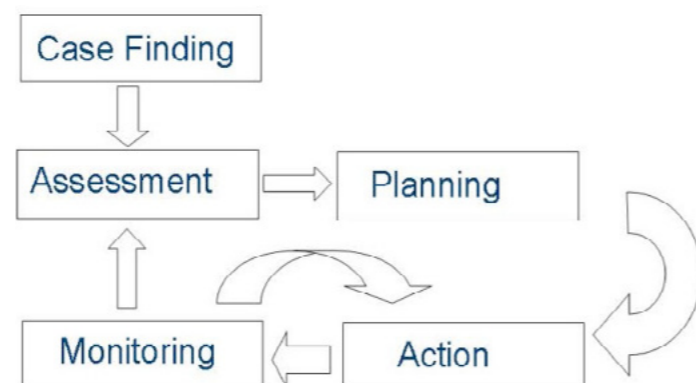 Case Finding
Assessment
Planning
Monitoring
Action